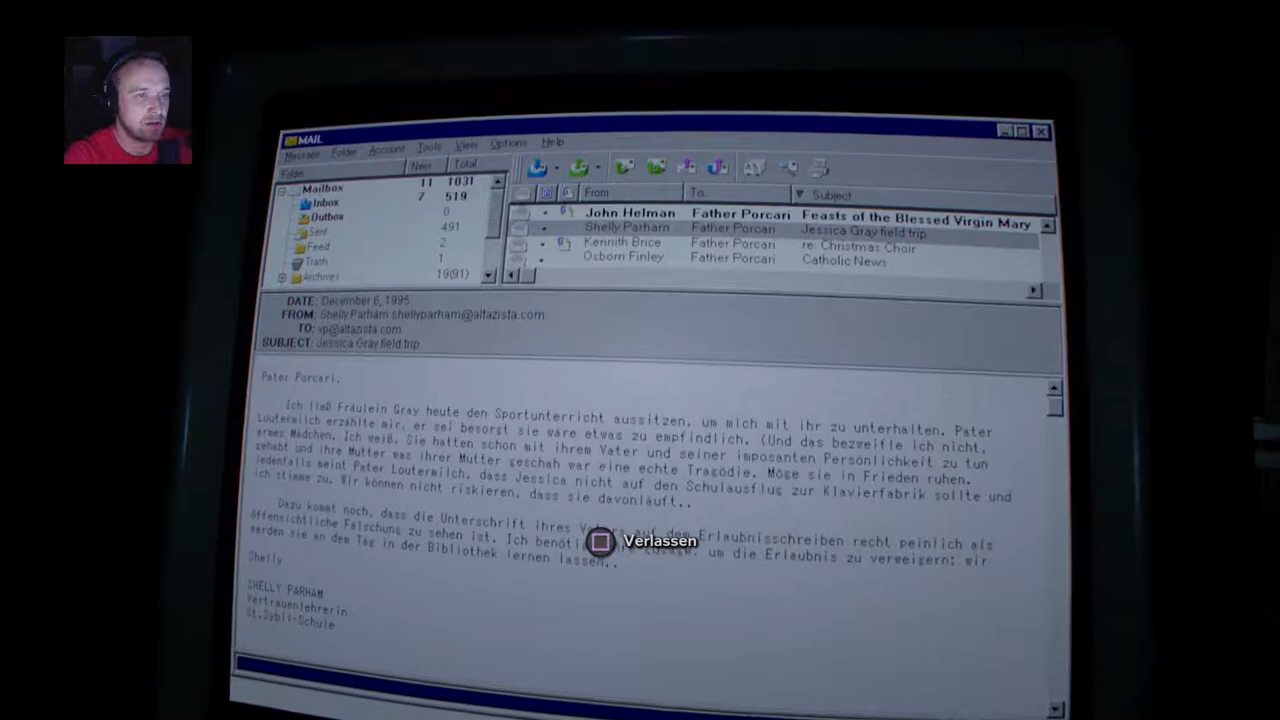 MAIL
Message Folder Account Tools View Options Help
Folder New Total
Mailbox 11 1031
Inbox 7 519
Outbox 0
Sent 491
Feed 2
Trash 1
Archives 19(91)
From To Subject
John Helman Father Porcari Feasts of the Blessed Virgin Mary
Shelly Parham Father Porcari Jessica Gray field trip
Kennith Brice Father Porcari re: Christmas Choir
Osborn Finley Father Porcari Catholic News
DATE: December 6, 1995
FROM: Shelly Parham shellyparham@altazista.com
TO: vp@altazista.com
SUBJECT: Jessica Gray field trip
Pater Porcari.
Ich ließ Fräulein Gray heute den Sportunterricht aussitzen, um mich mit ihr zu unterhalten. Pater
Loutermilch erzählte mir, er sei besorgt sie wäre etwas zu empfindlich. (Und das bezweifle ich nicht,
armes Mädchen. Ich weiß, Sie hatten schon mit ihrem Vater und seiner imposanten Persönlichkeit zu tun
gehabt und ihre Mutter was ihrer Mutter geschah war eine echte Tragödie. Möge sie in Frieden ruhen.
Jedenfalls meint Pater Loutermilch, dass Jessica nicht auf den Schulausflug zur Klavierfabrik sollte und
ich stimme zu. Wir können nicht riskieren, dass sie davonläuft..
Dazu kommt noch, dass die Unterschrift ihres Vaters auf dem Erlaubnisschreiben recht peinlich als
offensichtliche Fälschung zu sehen ist. Ich um die Erlaubnis zu verweigern; wir
werden sie an dem Tag in der Bibliothek lernen lassen..
Verlassen
Shelly
SHELLY PARHAM
Vertrauenlehrerin
St.Sybil-Schule